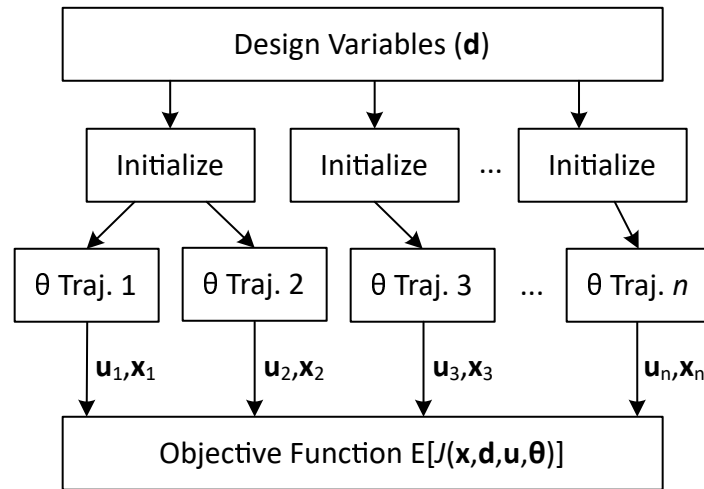 Design Variables (d)
Initialize Initialize ... Initialize
θ Traj. 1 θ Traj. 2 θ Traj. 3 ... θ Traj. n
u₁,x₁ u₂,x₂ u₃,x₃ uₙ,xₙ
Objective Function E[J(x,d,u,θ)]